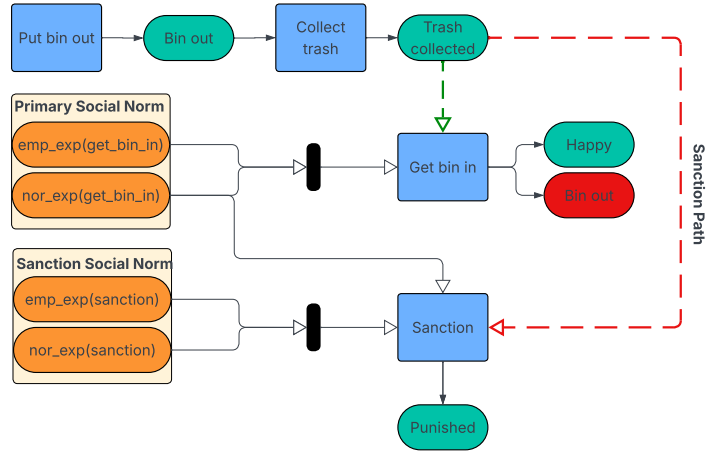 Put bin out
Bin out
Collect
trash
Trash
collected
Primary Social Norm
emp_exp(get_bin_in)
nor_exp(get_bin_in)
Get bin in
Happy
Bin out
Sanction Path
Sanction Social Norm
emp_exp(sanction)
nor_exp(sanction)
Sanction
Punished